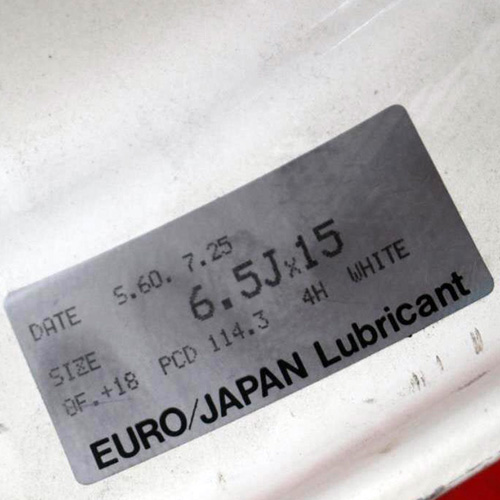 DATE S.60. 7.25
SIZE 6.5J×15
OF.+18 PCD 114.3 4H WHITE
EURO/JAPAN Lubricant